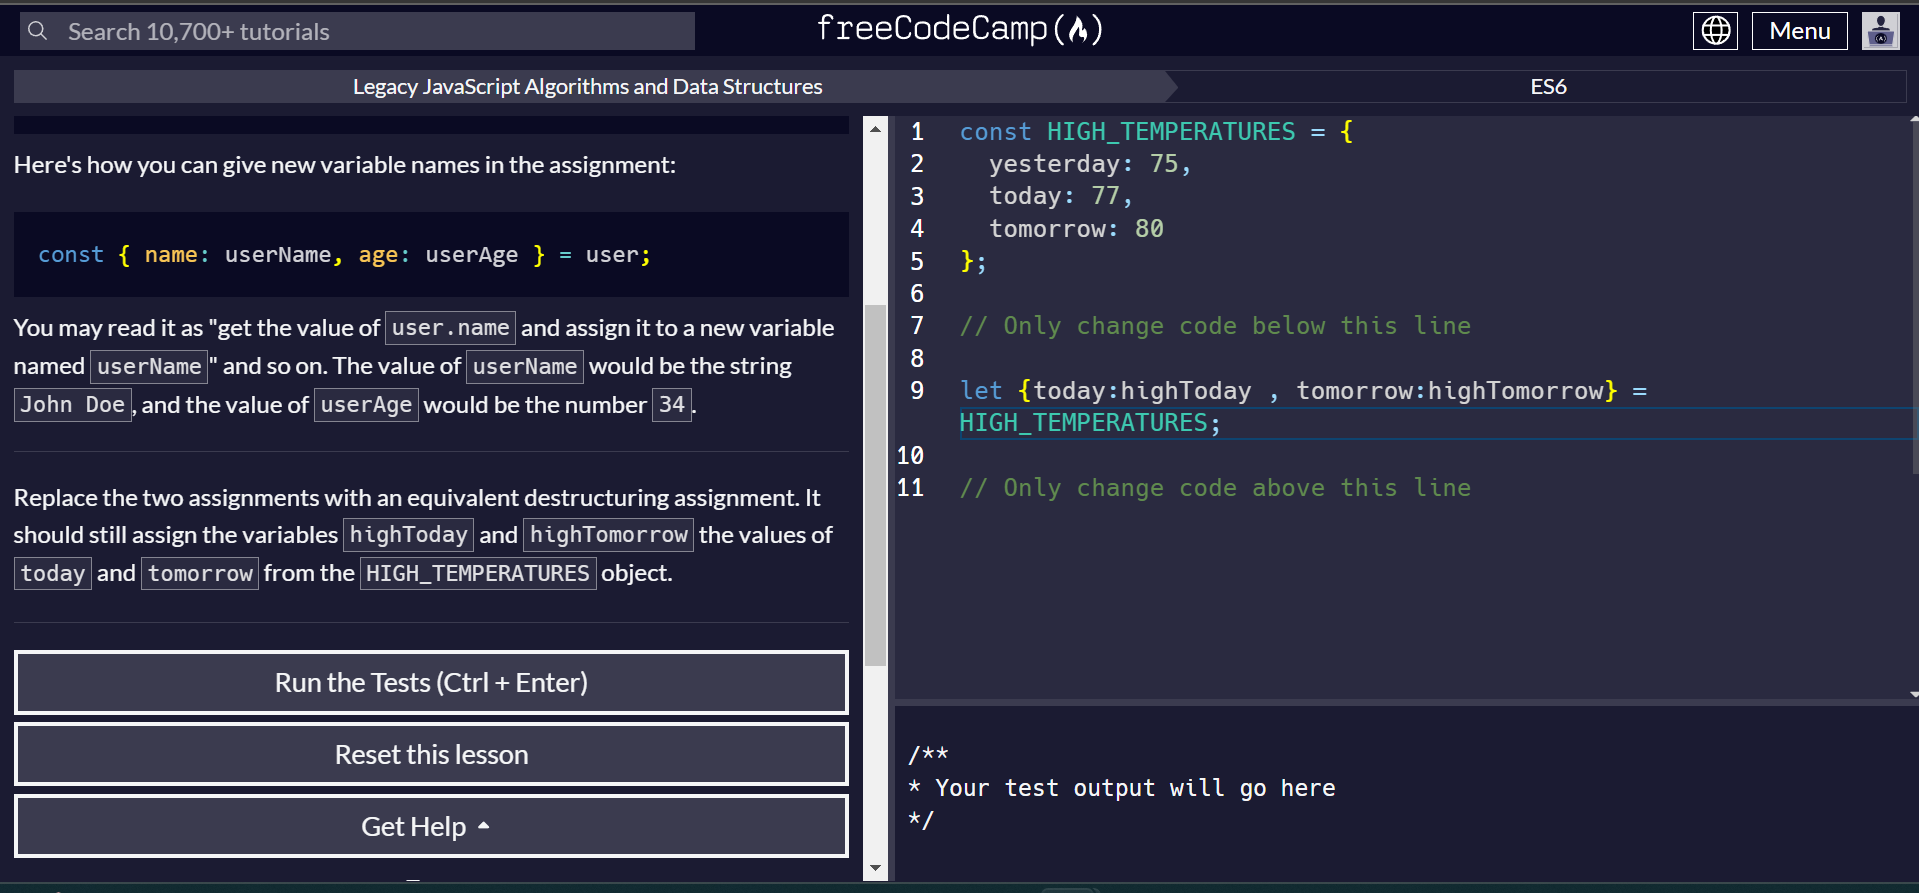 Search 10,700+ tutorials
freeCodeCamp(🔥)
Menu
Legacy JavaScript Algorithms and Data Structures
ES6
Here's how you can give new variable names in the assignment:
const { name: userName, age: userAge } = user;
You may read it as "get the value of user.name and assign it to a new variable
named userName" and so on. The value of userName would be the string
John Doe, and the value of userAge would be the number 34.
Replace the two assignments with an equivalent destructuring assignment. It
should still assign the variables highToday and highTomorrow the values of
today and tomorrow from the HIGH_TEMPERATURES object.
Run the Tests (Ctrl + Enter)
Reset this lesson
Get Help
1 const HIGH_TEMPERATURES = {
2 yesterday: 75,
3 today: 77,
4 tomorrow: 80
5 };
6
7 // Only change code below this line
8
9 let {today:highToday , tomorrow:highTomorrow} =
HIGH_TEMPERATURES;
10
11 // Only change code above this line
/**
* Your test output will go here
*/